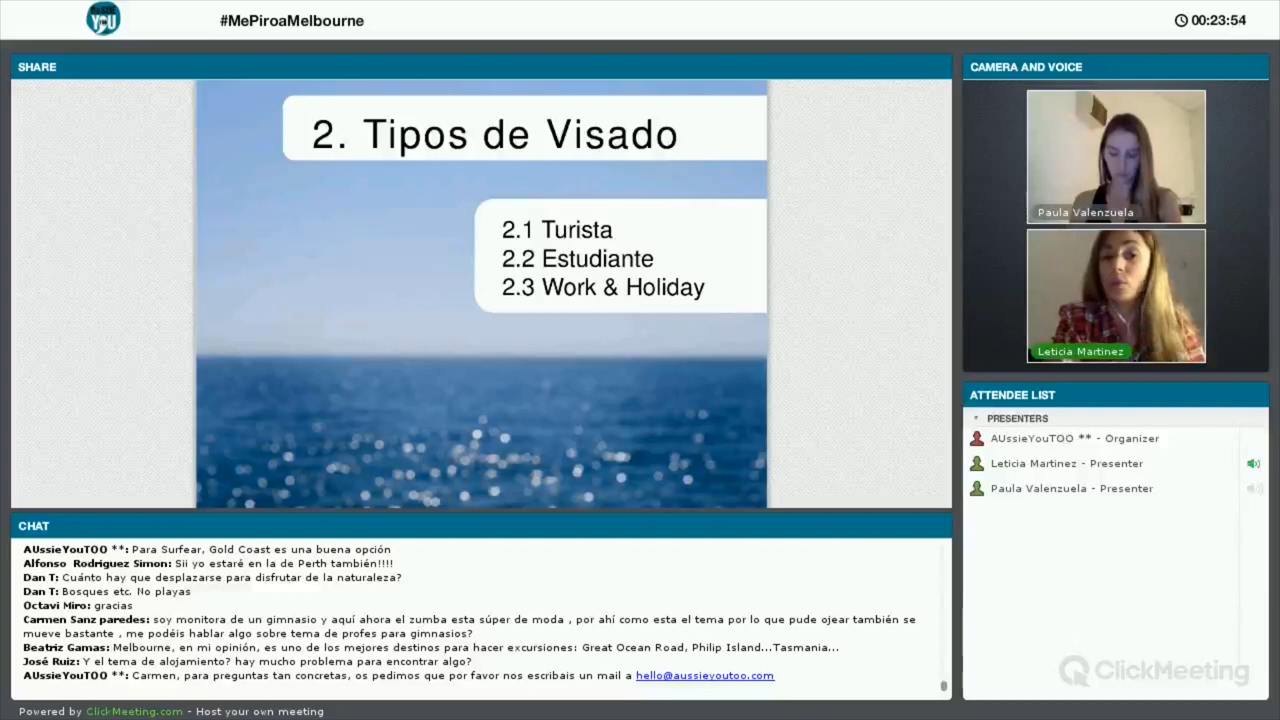 YOU
#MePiroaMelbourne
00:23:54
SHARE
2. Tipos de Visado
2.1 Turista
2.2 Estudiante
2.3 Work & Holiday
CAMERA AND VOICE
Paula Valenzuela
Leticia Martinez
ATTENDEE LIST
PRESENTERS
AUssieYouTOO ** - Organizer
Leticia Martinez - Presenter
Paula Valenzuela - Presenter
CHAT
AUssieYouTOO **: Para Surfear, Gold Coast es una buena opción
Alfonso Rodriguez Simon: Sii yo estaré en la de Perth también!!!!
Dan T: Cuánto hay que desplazarse para disfrutar de la naturaleza?
Dan T: Bosques etc. No playas
Octavi Miro: gracias
Carmen Sanz paredes: soy monitora de un gimnasio y aquí ahora el zumba esta súper de moda , por ahí como esta el tema por lo que pude ojear también se
mueve bastante , me podéis hablar algo sobre tema de profes para gimnasios?
Beatriz Gamas: Melbourne, en mi opinión, es uno de los mejores destinos para hacer excursiones: Great Ocean Road, Philip Island...Tasmania...
José Ruiz: Y el tema de alojamiento? hay mucho problema para encontrar algo?
AUssieYouTOO **: Carmen, para preguntas tan concretas, os pedimos que por favor nos escribais un mail a hello@aussieyoutoo.com
ClickMeeting
Powered by ClickMeeting.com - Host your own meeting